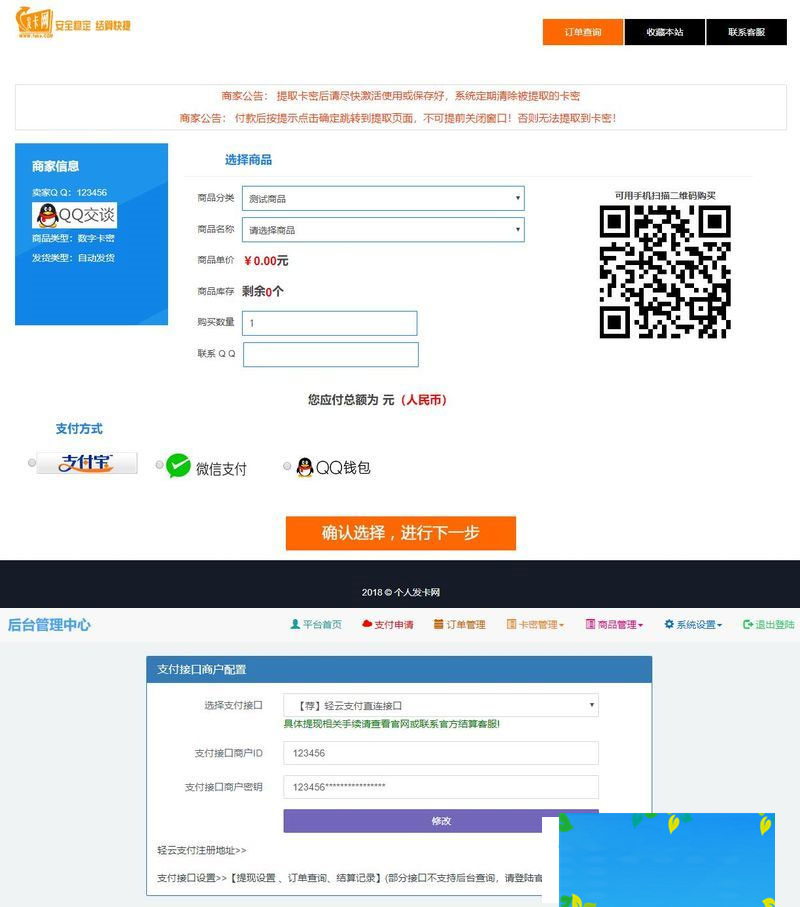 发卡网
安全稳定 结算快捷
订单查询
收藏本站
联系客服
商家公告： 提取卡密后请尽快激活使用或保存好，系统定期清除被提取的卡密
商家公告： 付款后按提示点击确定跳转到提取页面，不可提前关闭窗口！否则无法提取到卡密！
商家信息
卖家Q Q：123456
QQ交谈
商品类型：数字卡密
发货类型：自动发货
选择商品
商品分类 测试商品
商品名称 请选择商品
商品单价 ￥0.00元
商品库存 剩余0个
购买数量 1
联系 Q Q
可用手机扫描二维码购买
您应付总额为 元（人民币）
支付方式
支付宝
微信支付
QQ钱包
确认选择，进行下一步
2018 © 个人发卡网
后台管理中心
平台首页
支付申请
订单管理
卡密管理
商品管理
系统设置
退出登陆
支付接口商户配置
选择支付接口 【荐】轻云支付直连接口
具体提现相关手续请查看官网或联系官方结算客服!
支付接口商户ID 123456
支付接口商户密钥 123456****************
修改
轻云支付注册地址>>
支付接口设置>>【提现设置 、订单查询、结算记录】(部分接口不支持后台查询，请登陆官